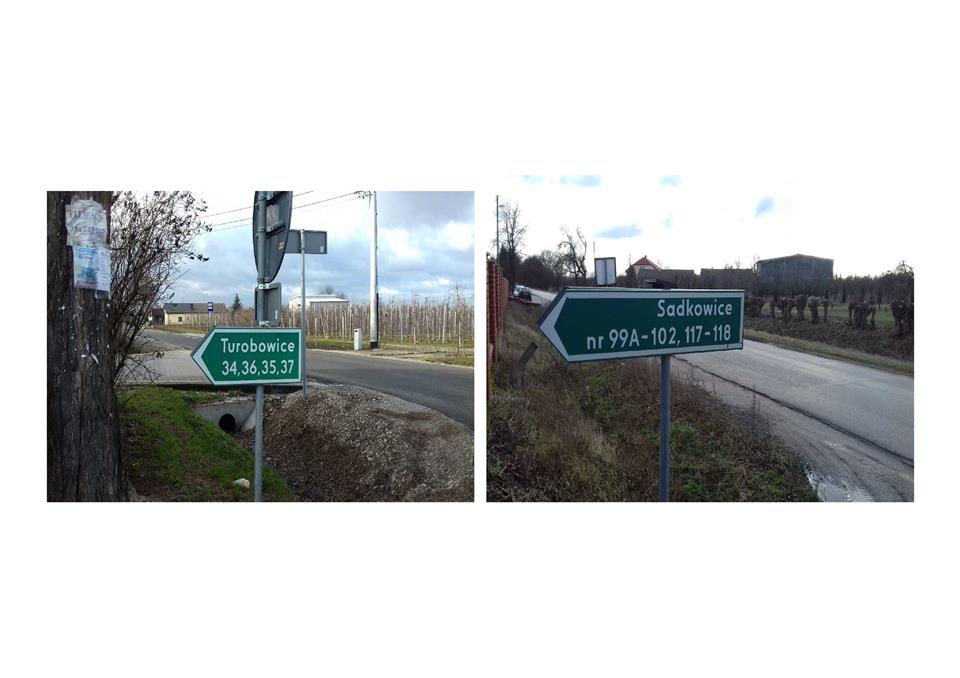 Turobowice
34,36,35,37
Sadkowice
nr 99A-102, 117-118